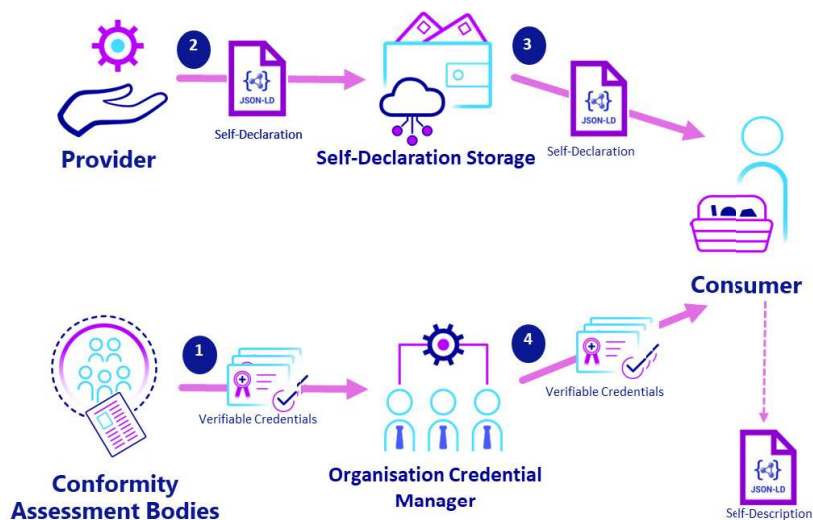 2
{ } JSON-LD
Self-Declaration
Provider
Self-Declaration Storage
3
{ } JSON-LD
Self-Declaration
Consumer
1
Verifiable Credentials
4
Verifiable Credentials
Conformity
Assessment Bodies
Organisation Credential
Manager
{ } JSON-LD
Self-Description